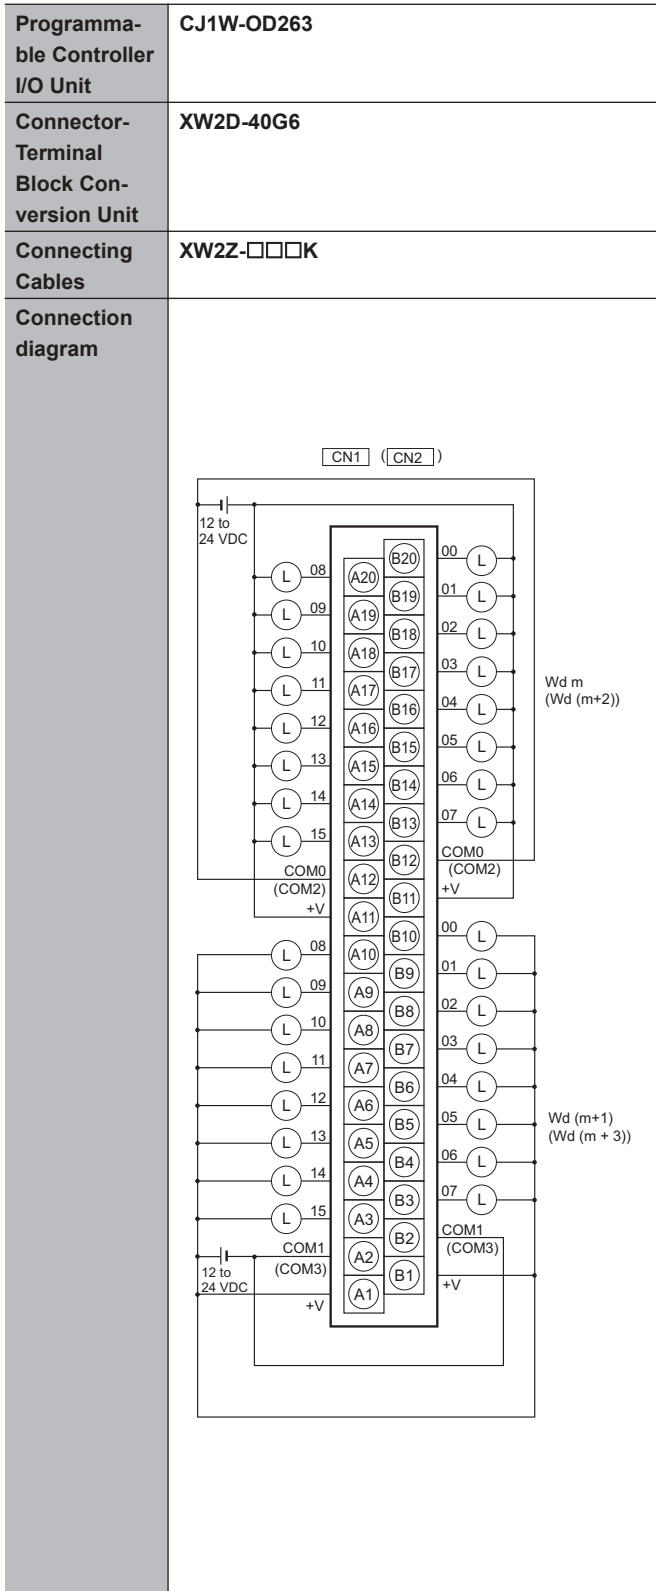 Programma-
ble Controller
I/O Unit
CJ1W-OD263
Connector-
Terminal
Block Con-
version Unit
XW2D-40G6
Connecting
Cables
XW2Z-□□□K
Connection
diagram
CN1 (CN2)
12 to
24 VDC
B20 00 L
L 08 A20
B19 01 L
L 09 A19
B18 02 L
L 10 A18
B17 03 L
L 11 A17
B16 04 L
L 12 A16
B15 05 L
L 13 A15
B14 06 L
L 14 A14
B13 07 L
L 15 A13
Wd m
(Wd (m+2))
B12 COM0
(COM2)
COM0
(COM2) A12
B11 +V
+V A11
B10 00 L
L 08 A10
B9 01 L
L 09 A9
B8 02 L
L 10 A8
B7 03 L
L 11 A7
B6 04 L
L 12 A6
B5 05 L
L 13 A5
B4 06 L
L 14 A4
B3 07 L
L 15 A3
Wd (m+1)
(Wd (m + 3))
B2 COM1
(COM3)
COM1
(COM3) A2
12 to
24 VDC
B1 +V
+V A1